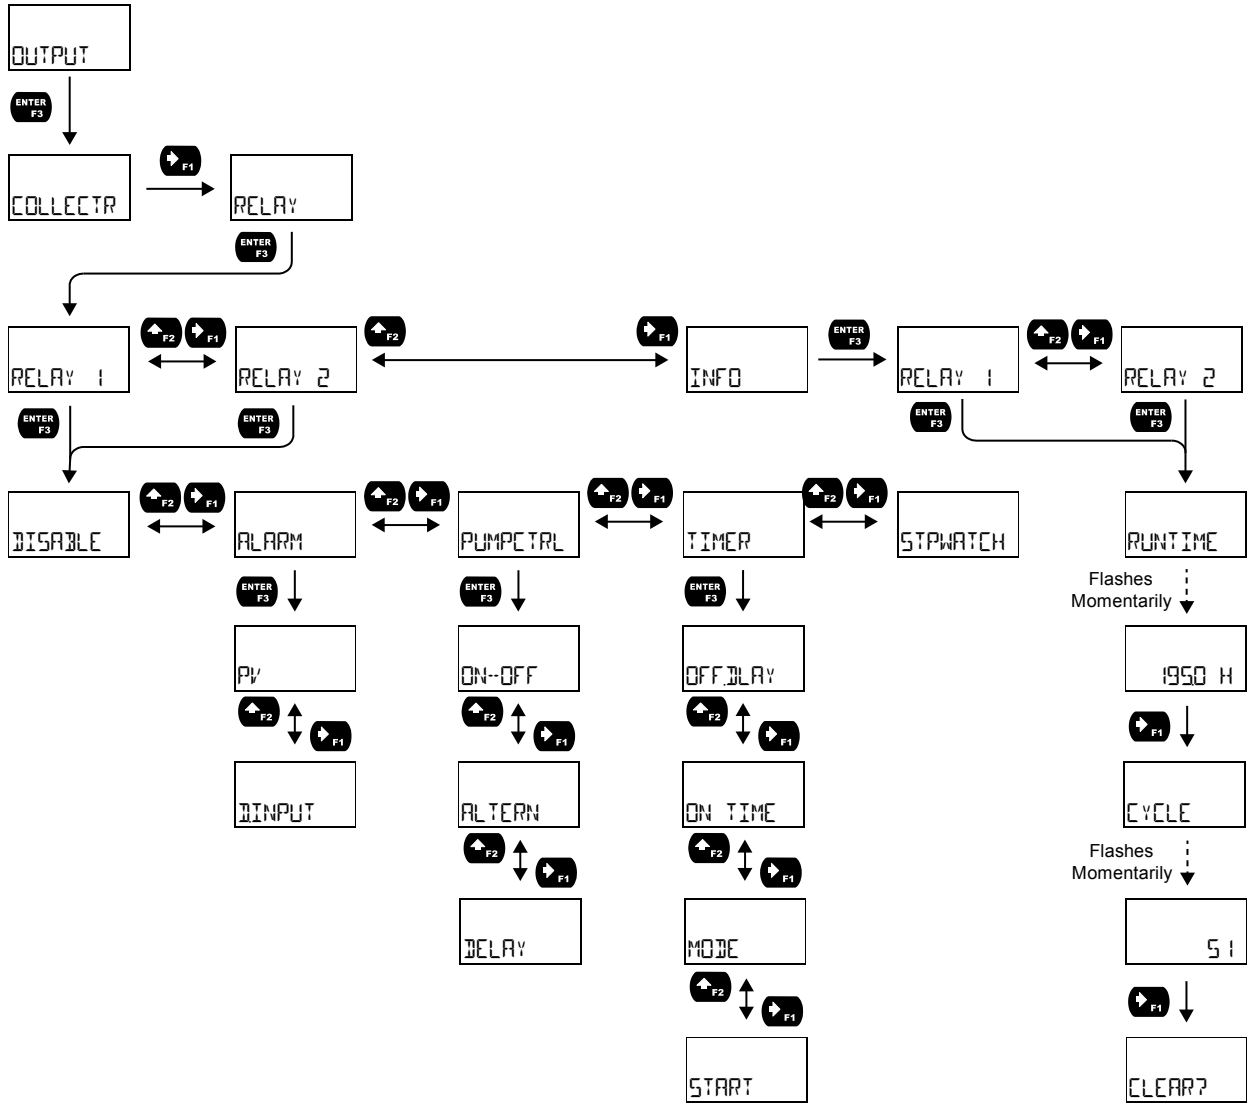 OUTPUT
ENTER
F3
COLLECTR
F1
RELAY
ENTER
F3
RELAY 1
F2
F1
RELAY 2
F2
F1
INFO
ENTER
F3
RELAY 1
F2
F1
RELAY 2
ENTER
F3
ENTER
F3
ENTER
F3
ENTER
F3
DISABLE
F2
F1
ALARM
F2
F1
PUMPCTRL
F2
F1
TIMER
F2
F1
STPWATCH
RUNTIME
ENTER
F3
ENTER
F3
ENTER
F3
Flashes
Momentarily
PV
ON--OFF
OFF.DLAY
195.0 H
F2
F1
F2
F1
F2
F1
F1
D.INPUT
ALTERN
ON TIME
CYCLE
F2
F1
F2
F1
Flashes
Momentarily
DELAY
MODE
51
F2
F1
F1
START
CLEAR?